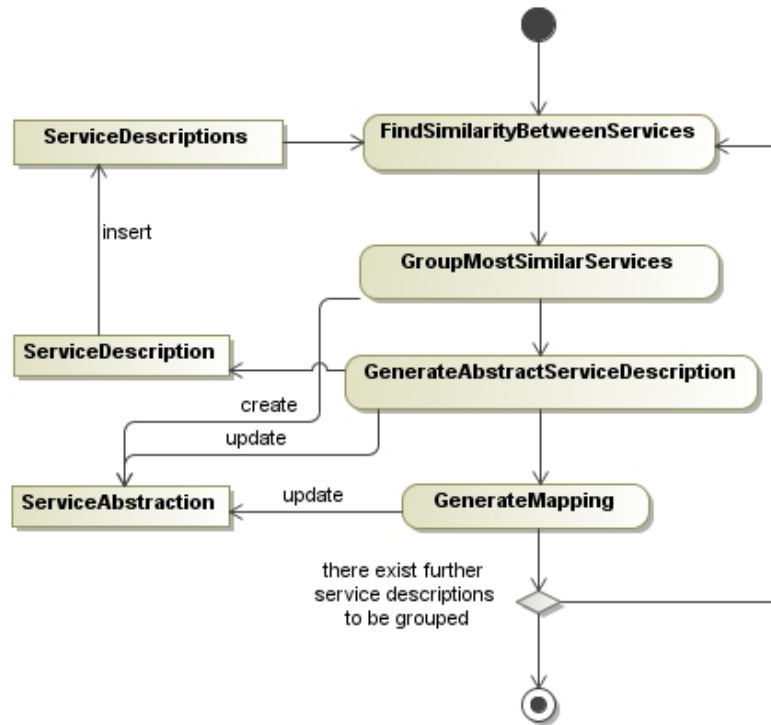 FindSimilarityBetweenServices
ServiceDescriptions
insert
GroupMostSimilarServices
ServiceDescription
GenerateAbstractServiceDescription
create
update
ServiceAbstraction
update
GenerateMapping
there exist further
service descriptions
to be grouped